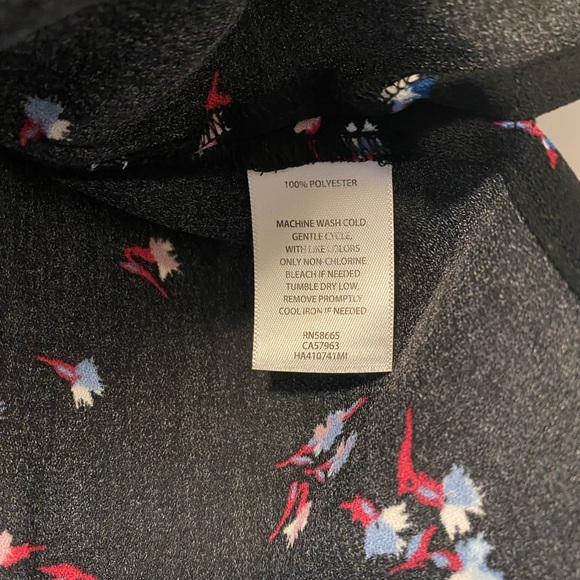 100% POLYESTER
MACHINE WASH COLD,
GENTLE CYCLE,
WITH LIKE COLORS
ONLY NON-CHLORINE
BLEACH IF NEEDED
TUMBLE DRY LOW,
REMOVE PROMPTLY
COOL IRON IF NEEDED
RN58665
CA57963
HA410741MI